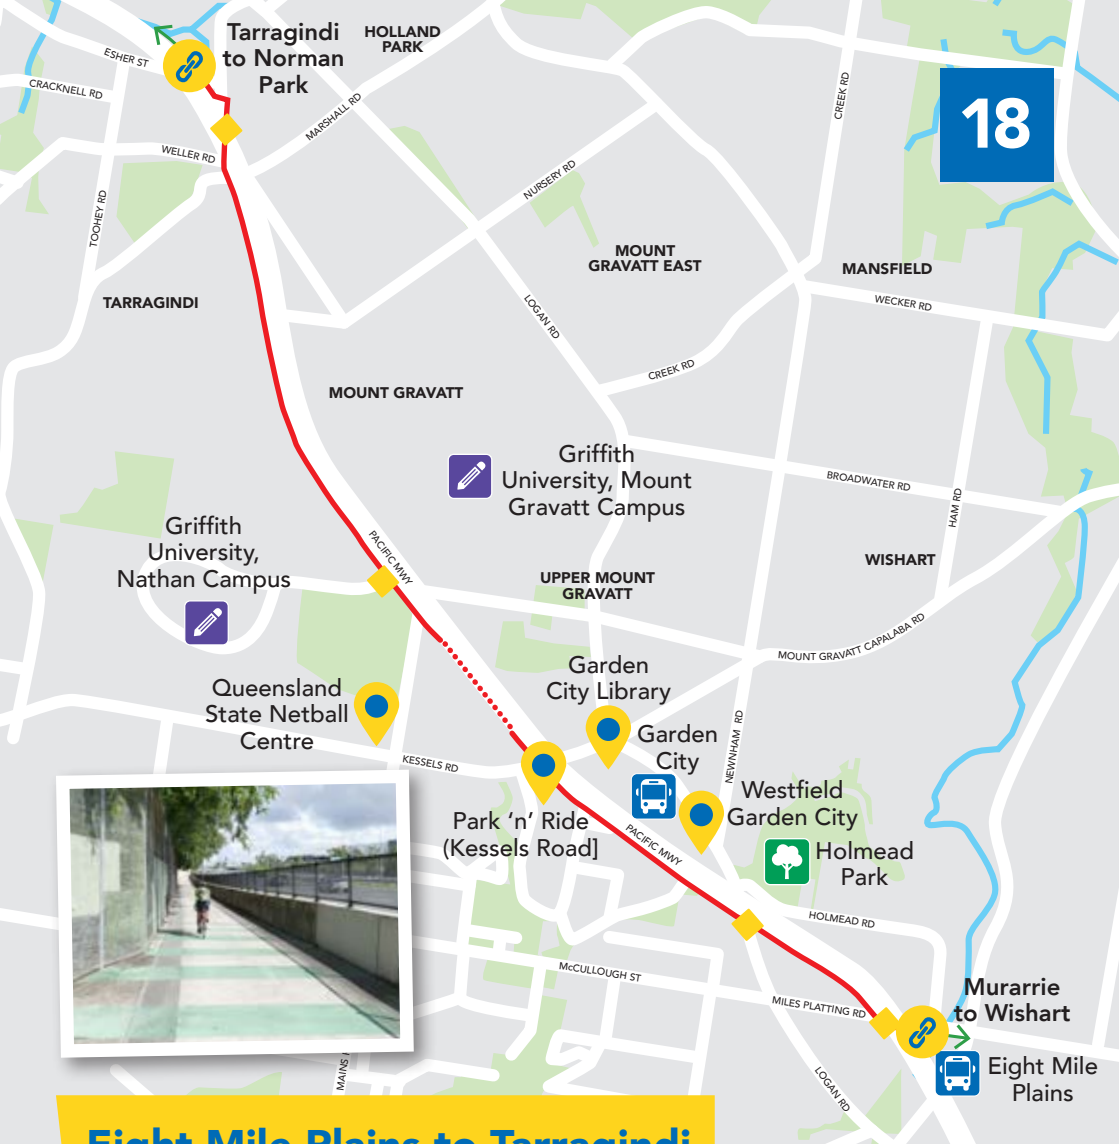 Tarragindi
to Norman
Park
HOLLAND
PARK
ESHER ST
CRACKNELL RD
MARSHALL RD
CREEK RD
18
WELLER RD
NURSERY RD
TOOHEY RD
MOUNT
GRAVATT EAST
MANSFIELD
TARRAGINDI
WECKER RD
LOGAN RD
CREEK RD
MOUNT GRAVATT
Griffith
University, Mount
Gravatt Campus
BROADWATER RD
HAM RD
Griffith
University,
Nathan Campus
PACIFIC MWY
WISHART
UPPER MOUNT
GRAVATT
MOUNT GRAVATT CAPALABA RD
Garden
City Library
Queensland
State Netball
Centre
Garden
City
NEWNHAM RD
KESSELS RD
Westfield
Garden City
Park ‘n’ Ride
(Kessels Road]
PACIFIC MWY
Holmead
Park
HOLMEAD RD
McCULLOUGH ST
MILES PLATTING RD
Murarrie
to Wishart
Eight Mile
Plains
MAINS
LOGAN RD
Eight Mile Plains to Tarragindi